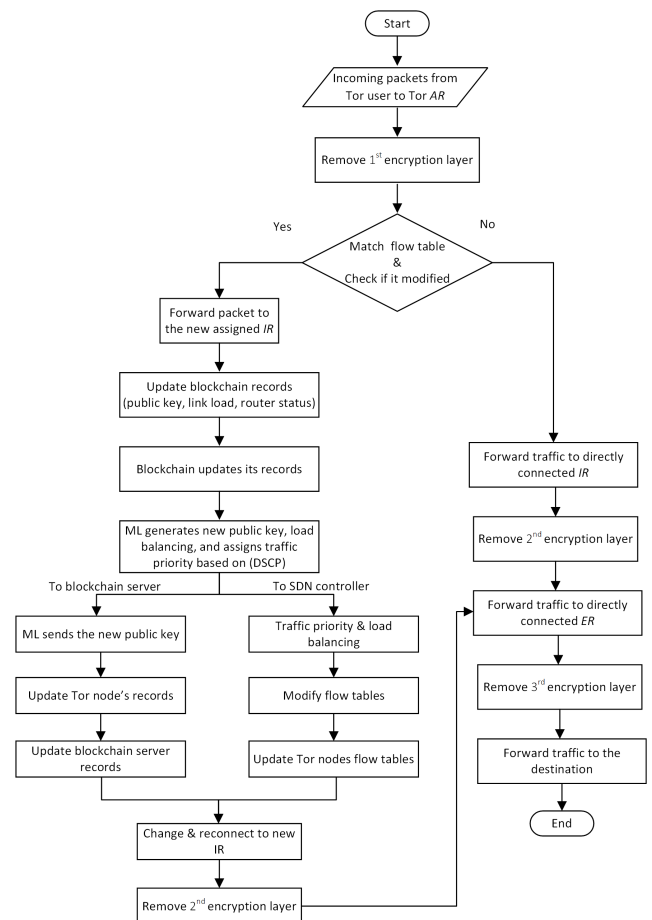 Start
Incoming packets from
Tor user to Tor AR
Remove 1st encryption layer
Yes
No
Match flow table
&
Check if it modified
Forward packet to
the new assigned IR
Update blockchain records
(public key, link load, router status)
Blockchain updates its records
ML generates new public key, load
balancing, and assigns traffic
priority based on (DSCP)
To blockchain server
To SDN controller
ML sends the new public key
Traffic priority & load
balancing
Update Tor node's records
Modify flow tables
Update blockchain server
records
Update Tor nodes flow tables
Change & reconnect to new
IR
Remove 2nd encryption layer
Forward traffic to directly
connected IR
Remove 2nd encryption layer
Forward traffic to directly
connected ER
Remove 3rd encryption layer
Forward traffic to the
destination
End